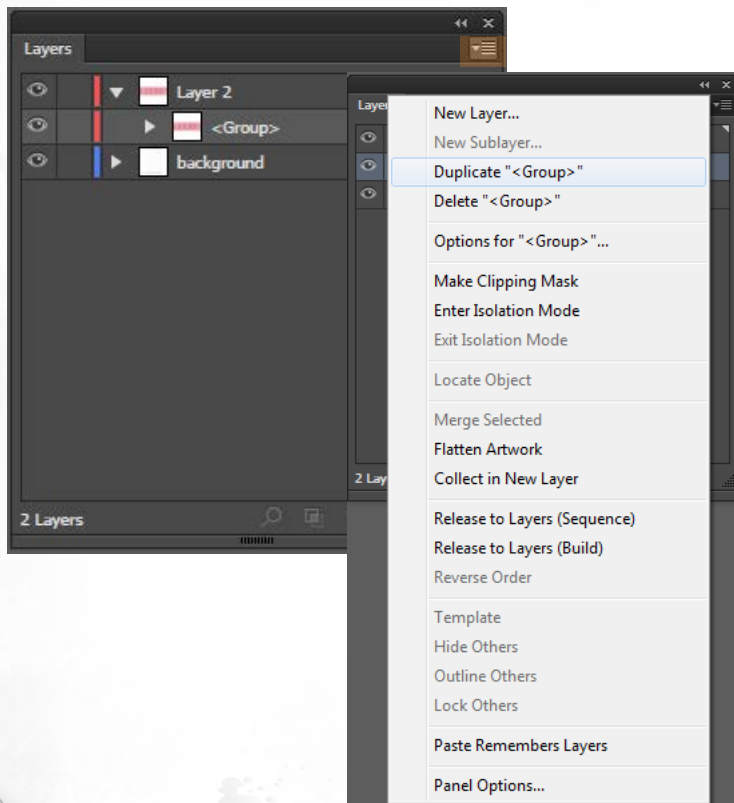 Layers
Layer 2
<Group>
background
2 Layers
Laye
New Layer...
New Sublayer...
Duplicate "<Group>"
Delete "<Group>"
Options for "<Group>"...
Make Clipping Mask
Enter Isolation Mode
Exit Isolation Mode
Locate Object
Merge Selected
Flatten Artwork
Collect in New Layer
2 Lay
Release to Layers (Sequence)
Release to Layers (Build)
Reverse Order
Template
Hide Others
Outline Others
Lock Others
Paste Remembers Layers
Panel Options...